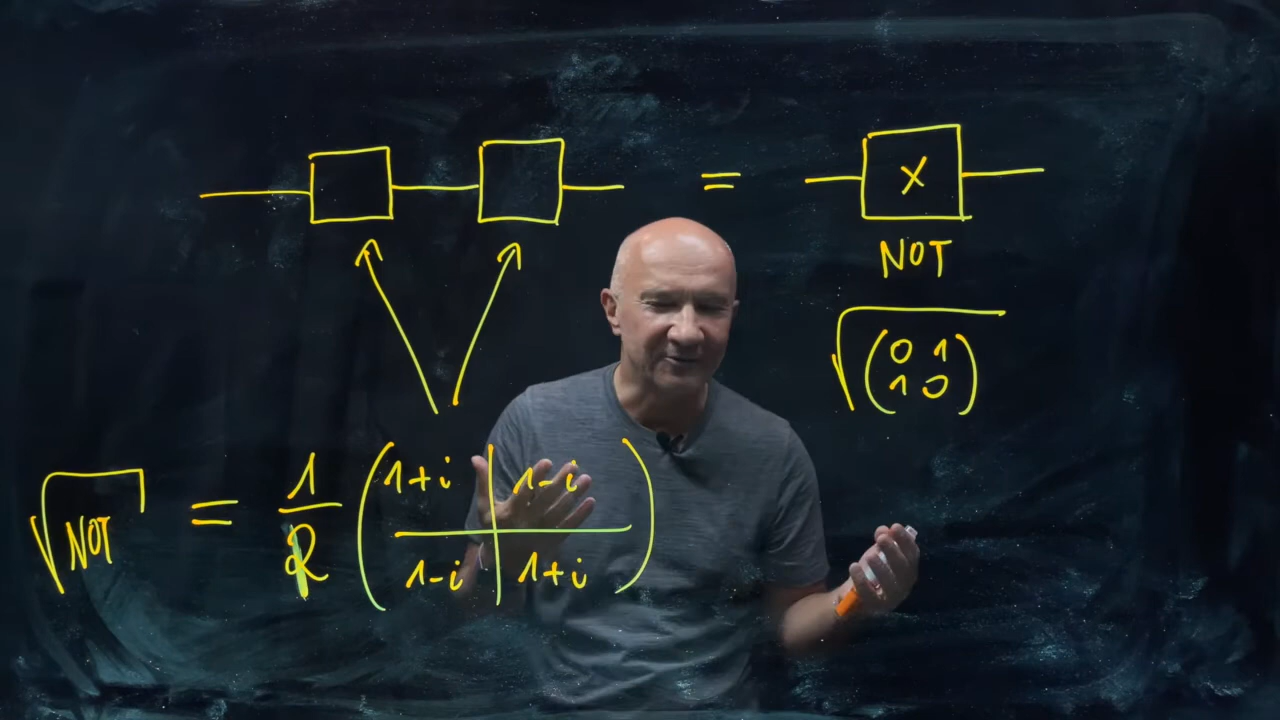 = X
NOT
√(0 1
1 0)
√NOT = 1/2 (1+i 1-i
1-i 1+i)